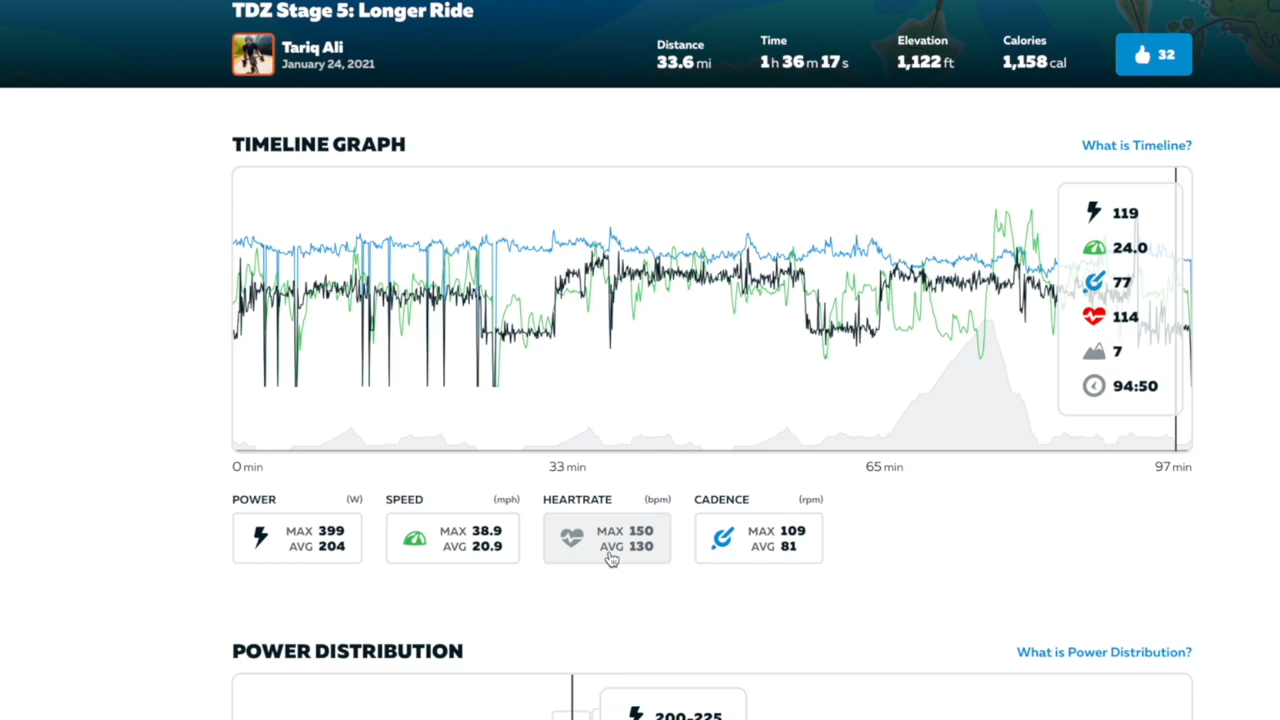 TDZ Stage 5: Longer Ride
Tariq Ali
January 24, 2021
Distance
33.6 mi
Time
1h 36m 17s
Elevation
1,122 ft
Calories
1,158 cal
32
TIMELINE GRAPH
What is Timeline?
119
24.0
77
114
7
94:50
0 min
33 min
65 min
97 min
POWER (W)
MAX 399
AVG 204
SPEED (mph)
MAX 38.9
AVG 20.9
HEARTRATE (bpm)
MAX 150
AVG 130
CADENCE (rpm)
MAX 109
AVG 81
POWER DISTRIBUTION
What is Power Distribution?
200-225